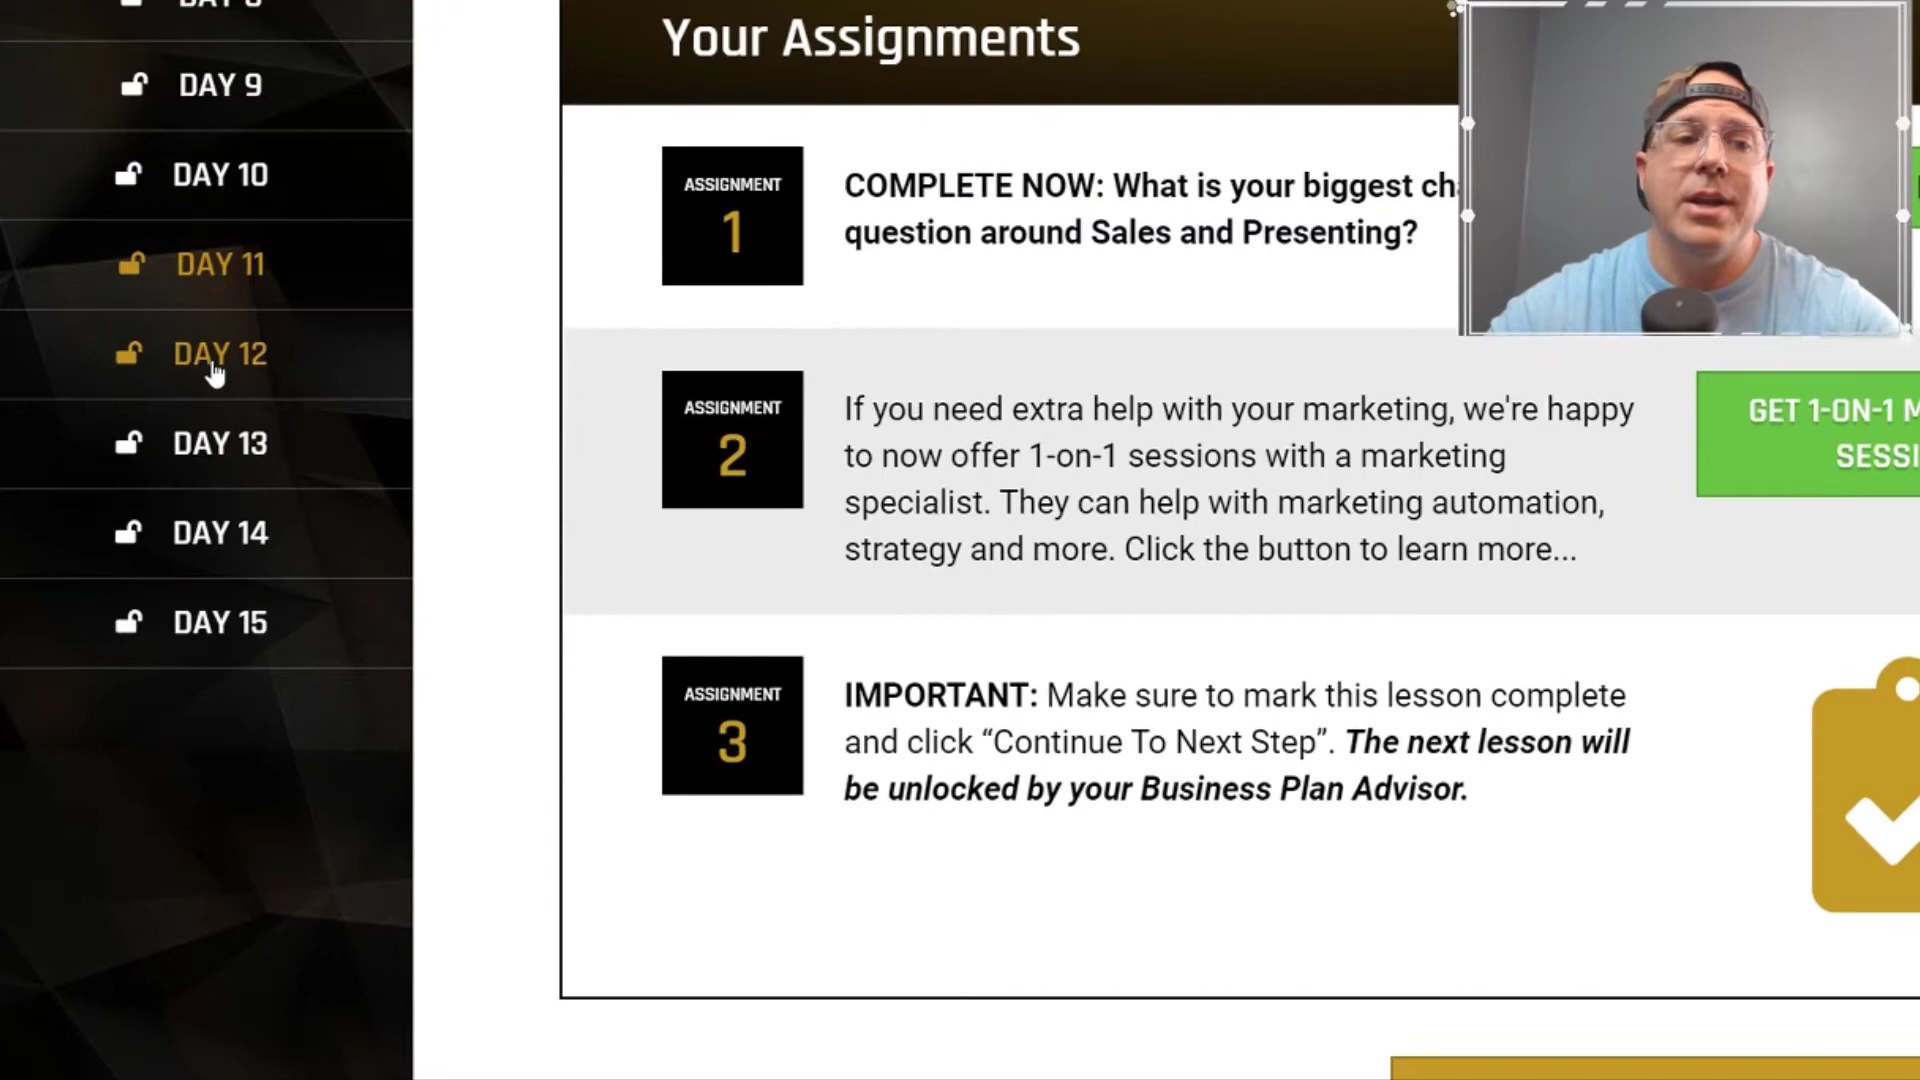 DAY 9
DAY 10
DAY 11
DAY 12
DAY 13
DAY 14
DAY 15
Your Assignments
ASSIGNMENT
1
COMPLETE NOW: What is your biggest
question around Sales and Presenting?
ASSIGNMENT
2
If you need extra help with your marketing, we're happy
to now offer 1-on-1 sessions with a marketing
specialist. They can help with marketing automation,
strategy and more. Click the button to learn more...
GET 1-ON-1
ASSIGNMENT
3
IMPORTANT: Make sure to mark this lesson complete
and click “Continue To Next Step”. The next lesson will
be unlocked by your Business Plan Advisor.